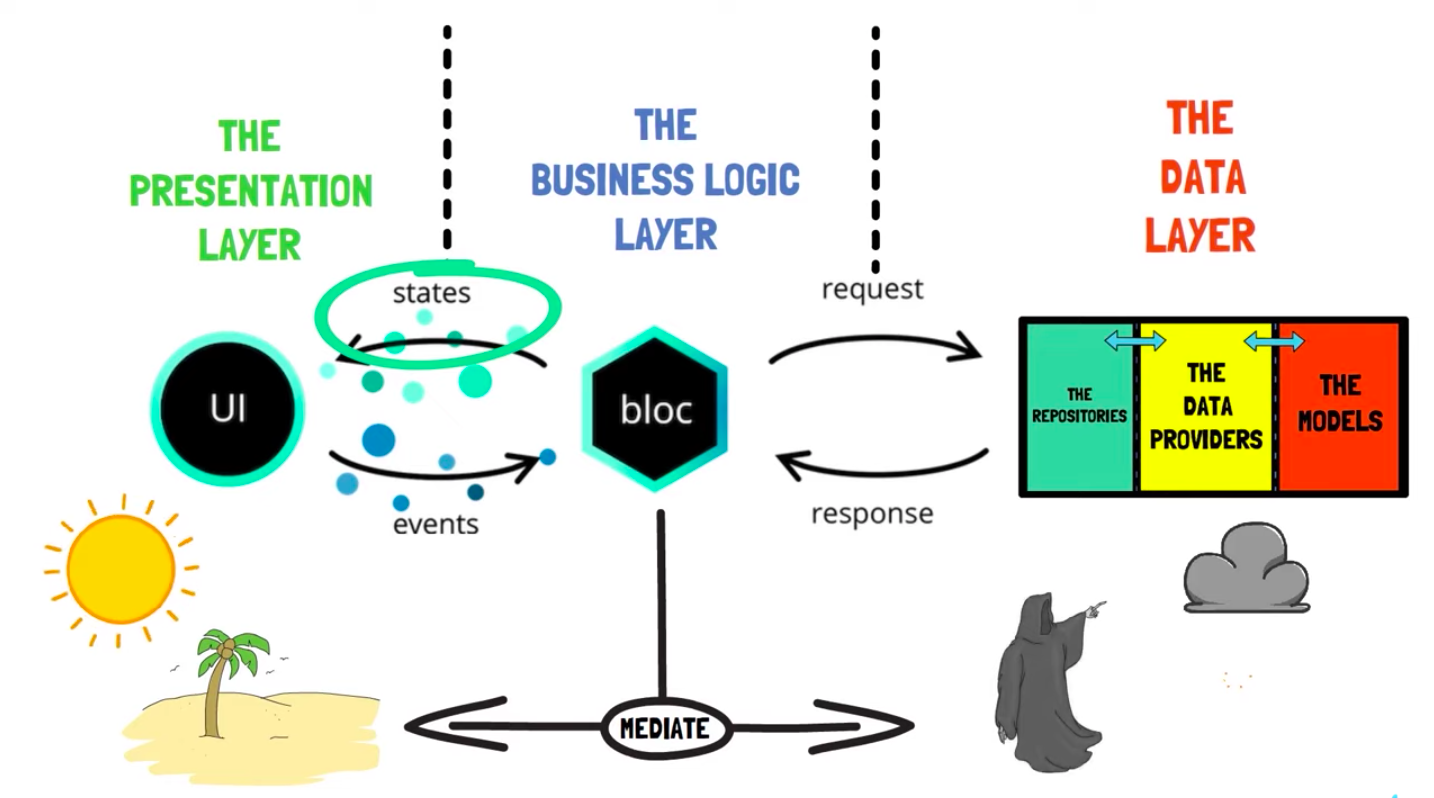 THE
PRESENTATION
LAYER
THE
BUSINESS LOGIC
LAYER
THE
DATA
LAYER
states
request
UI
bloc
THE
REPOSITORIES
THE
DATA
PROVIDERS
THE
MODELS
events
response
MEDIATE